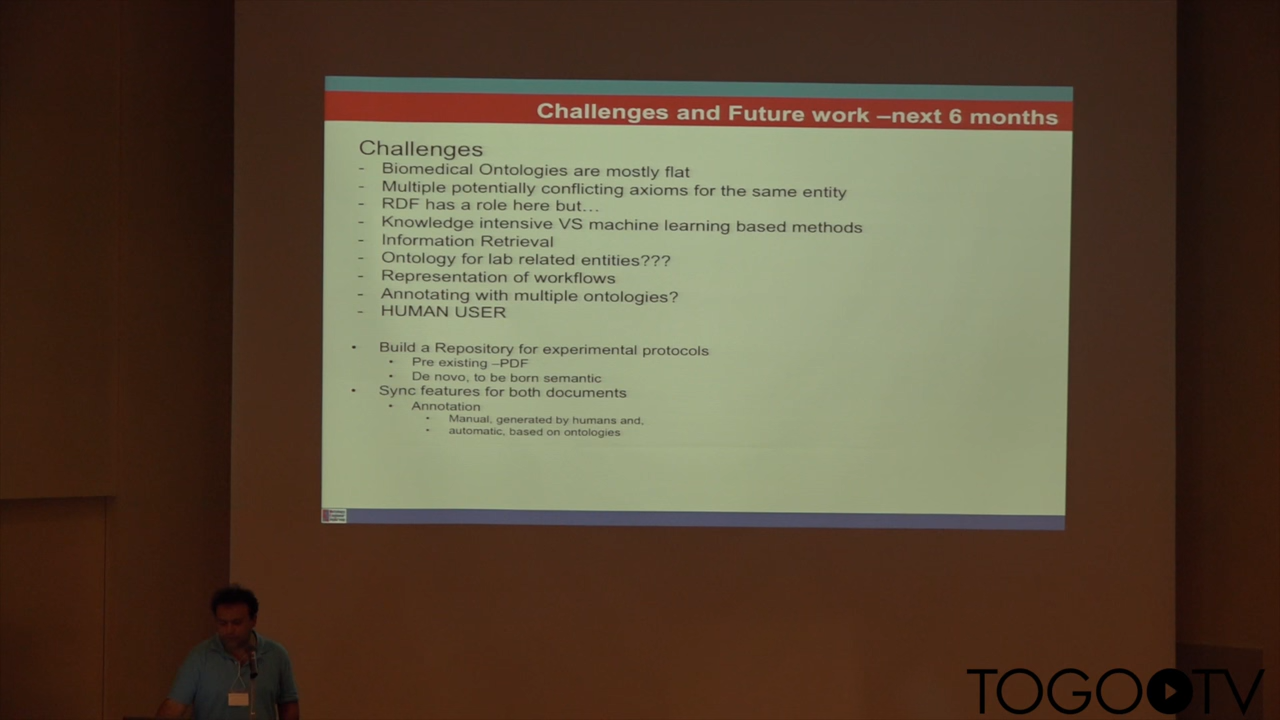 Challenges and Future work –next 6 months
Challenges
- Biomedical Ontologies are mostly flat
- Multiple potentially conflicting axioms for the same entity
- RDF has a role here but…
- Knowledge intensive VS machine learning based methods
- Information Retrieval
- Ontology for lab related entities???
- Representation of workflows
- Annotating with multiple ontologies?
- HUMAN USER
• Build a Repository for experimental protocols
• Pre existing –PDF
• De novo, to be born semantic
• Sync features for both documents
• Annotation
• Manual, generated by humans and,
• automatic, based on ontologies
TOGO TV